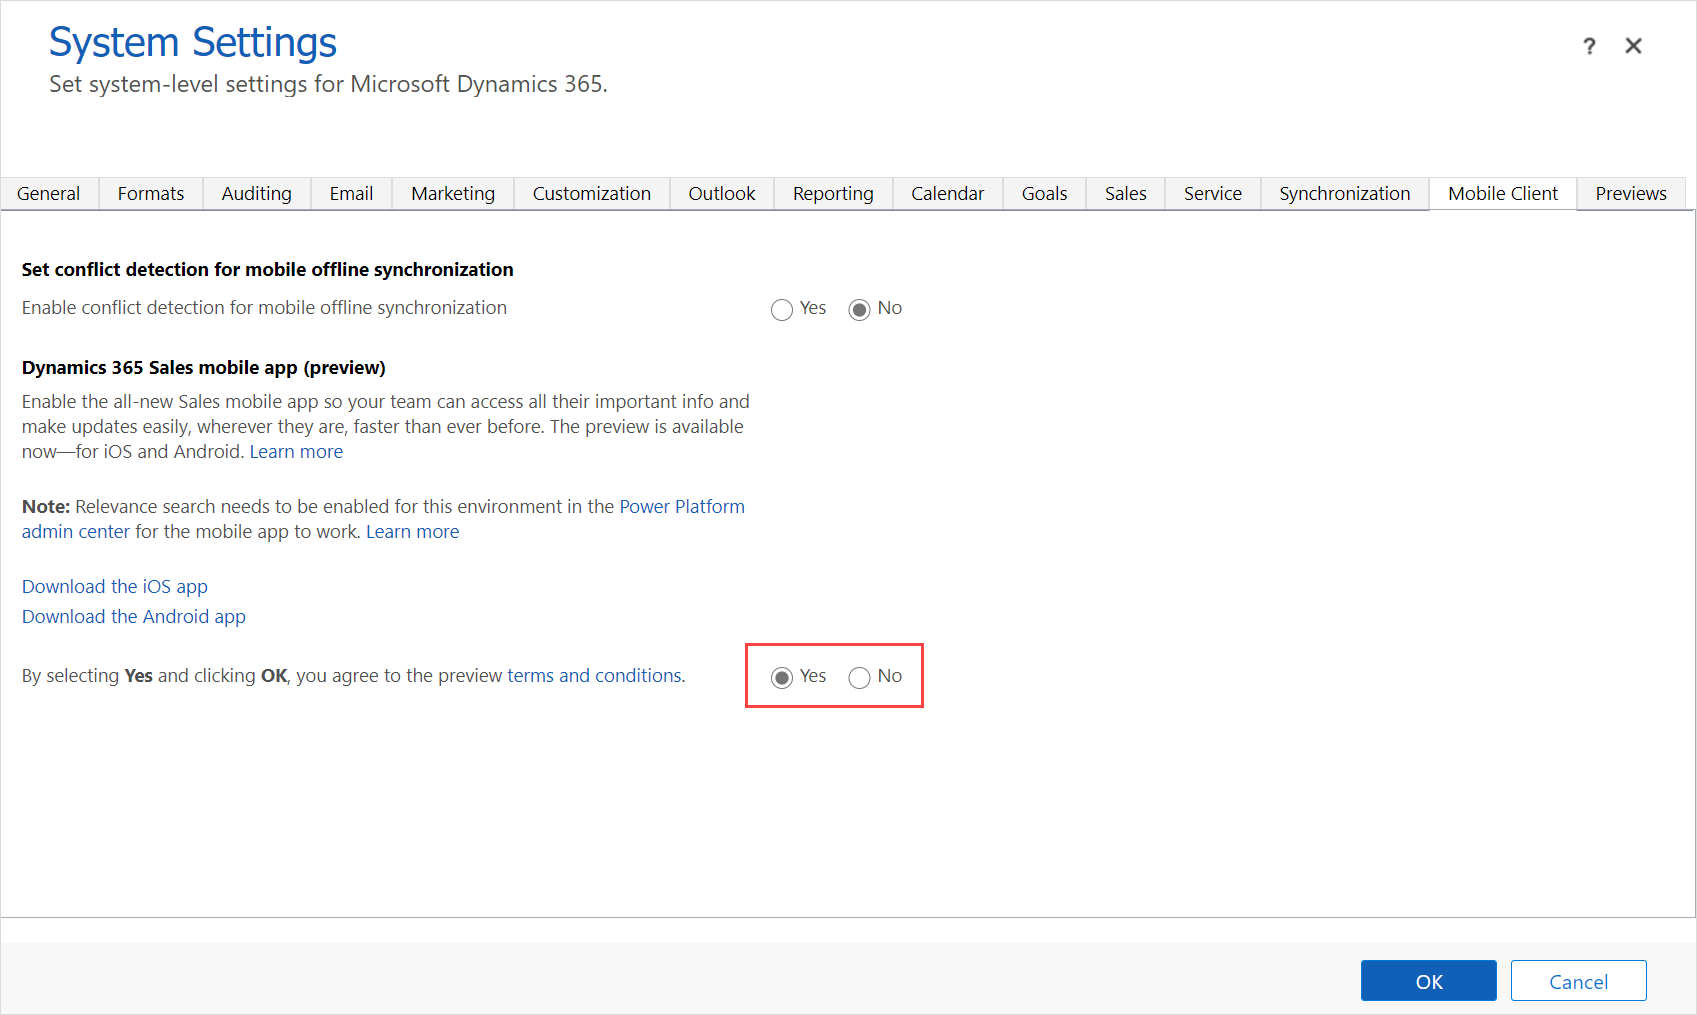 System Settings
? ✕
Set system-level settings for Microsoft Dynamics 365.
General Formats Auditing Email Marketing Customization Outlook Reporting Calendar Goals Sales Service Synchronization Mobile Client Previews
Set conflict detection for mobile offline synchronization
Enable conflict detection for mobile offline synchronization Yes No
Dynamics 365 Sales mobile app (preview)
Enable the all-new Sales mobile app so your team can access all their important info and
make updates easily, wherever they are, faster than ever before. The preview is available
now—for iOS and Android. Learn more
Note: Relevance search needs to be enabled for this environment in the Power Platform
admin center for the mobile app to work. Learn more
Download the iOS app
Download the Android app
By selecting Yes and clicking OK, you agree to the preview terms and conditions. Yes No
OK Cancel